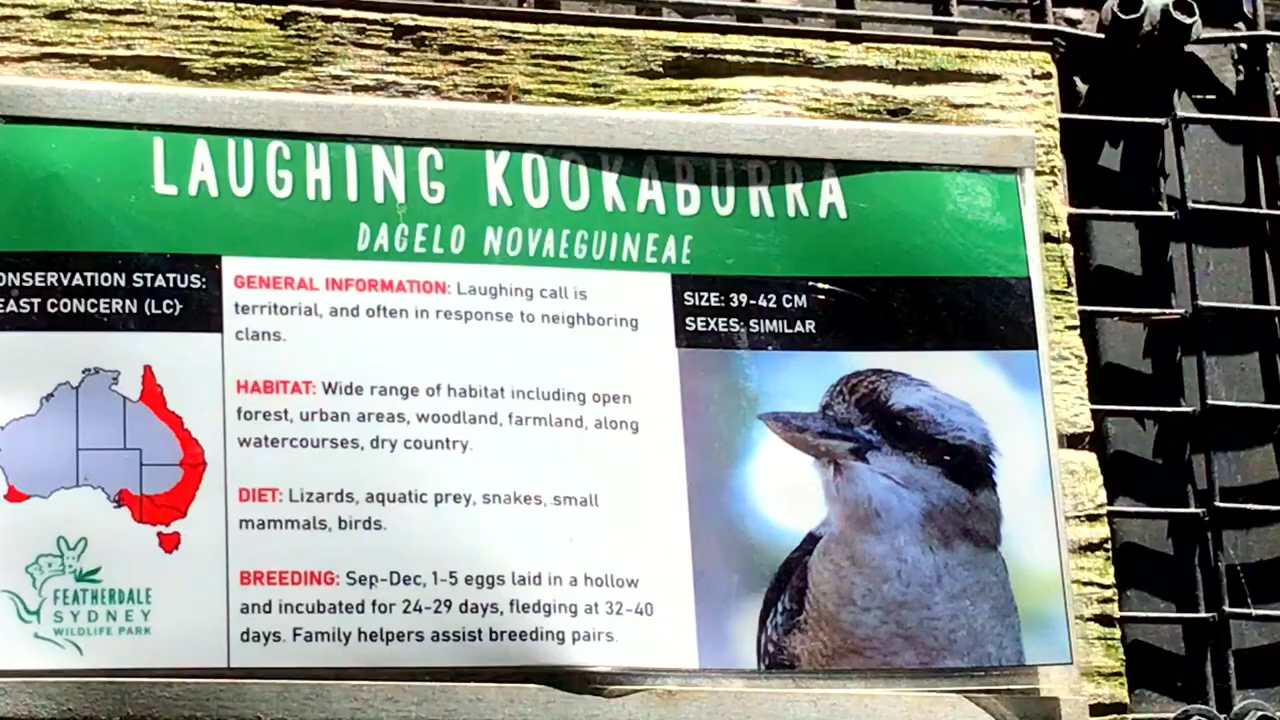 LAUGHING KOOKABURRA
DAGELO NOVAEGUINEAE
ONSERVATION STATUS:
EAST CONCERN (LC)
GENERAL INFORMATION: Laughing call is
territorial, and often in response to neighboring
clans.
HABITAT: Wide range of habitat including open
forest, urban areas, woodland, farmland, along
watercourses, dry country.
DIET: Lizards, aquatic prey, snakes, small
mammals, birds.
BREEDING: Sep-Dec, 1-5 eggs laid in a hollow
and incubated for 24-29 days, fledging at 32-40
days. Family helpers assist breeding pairs.
SIZE: 39-42 CM
SEXES: SIMILAR
FEATHERDALE
SYDNEY
WILDLIFE PARK